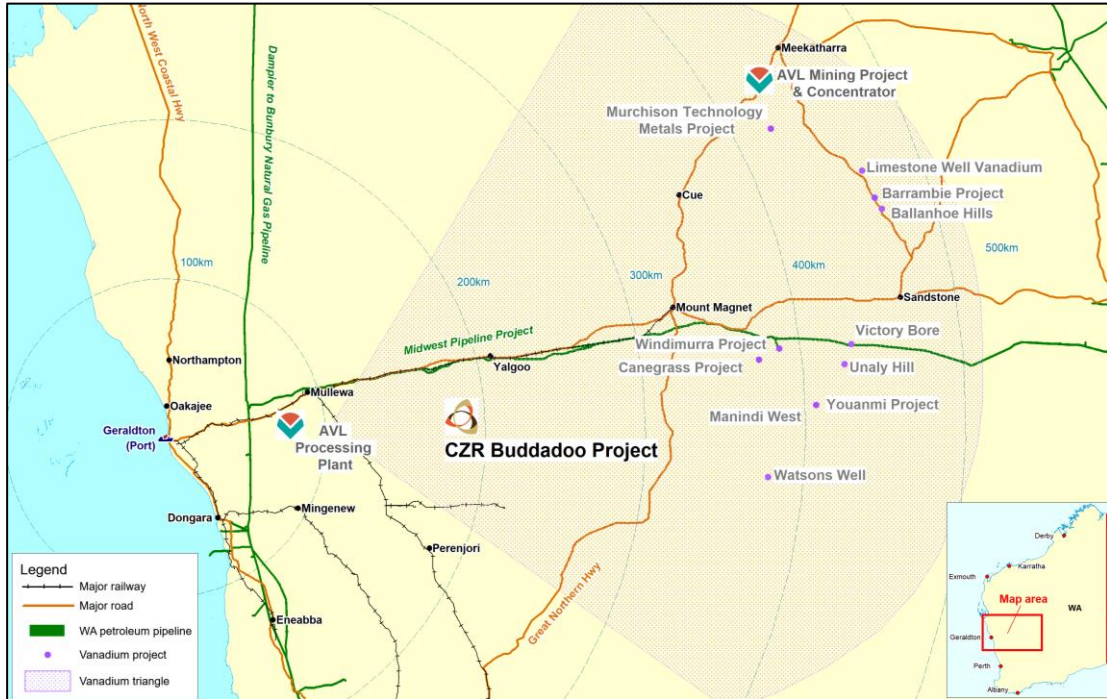 North West Coastal Hwy
Dampier to Bunbury Natural Gas Pipeline
Meekatharra
AVL Mining Project
& Concentrator
Murchison Technology
Metals Project
Limestone Well Vanadium
Barrambie Project
Ballanhoe Hills
Cue
100km
200km
300km
400km
500km
Sandstone
Mount Magnet
Midwest Pipeline Project
Victory Bore
Windimurra Project
Northampton
Yalgoo
Canegrass Project
Unaly Hill
Mullewa
Oakajee
Youanmi Project
Geraldton
(Port)
AVL
Processing
Plant
CZR Buddadoo Project
Manindi West
Watsons Well
Mingenew
Dongara
Perenjori
Great Northern Hwy
Eneabba
Legend
Major railway
Major road
WA petroleum pipeline
Vanadium project
Vanadium triangle
Derby
Karratha
Exmouth
WA
Map area
Geraldton
Perth
Albany